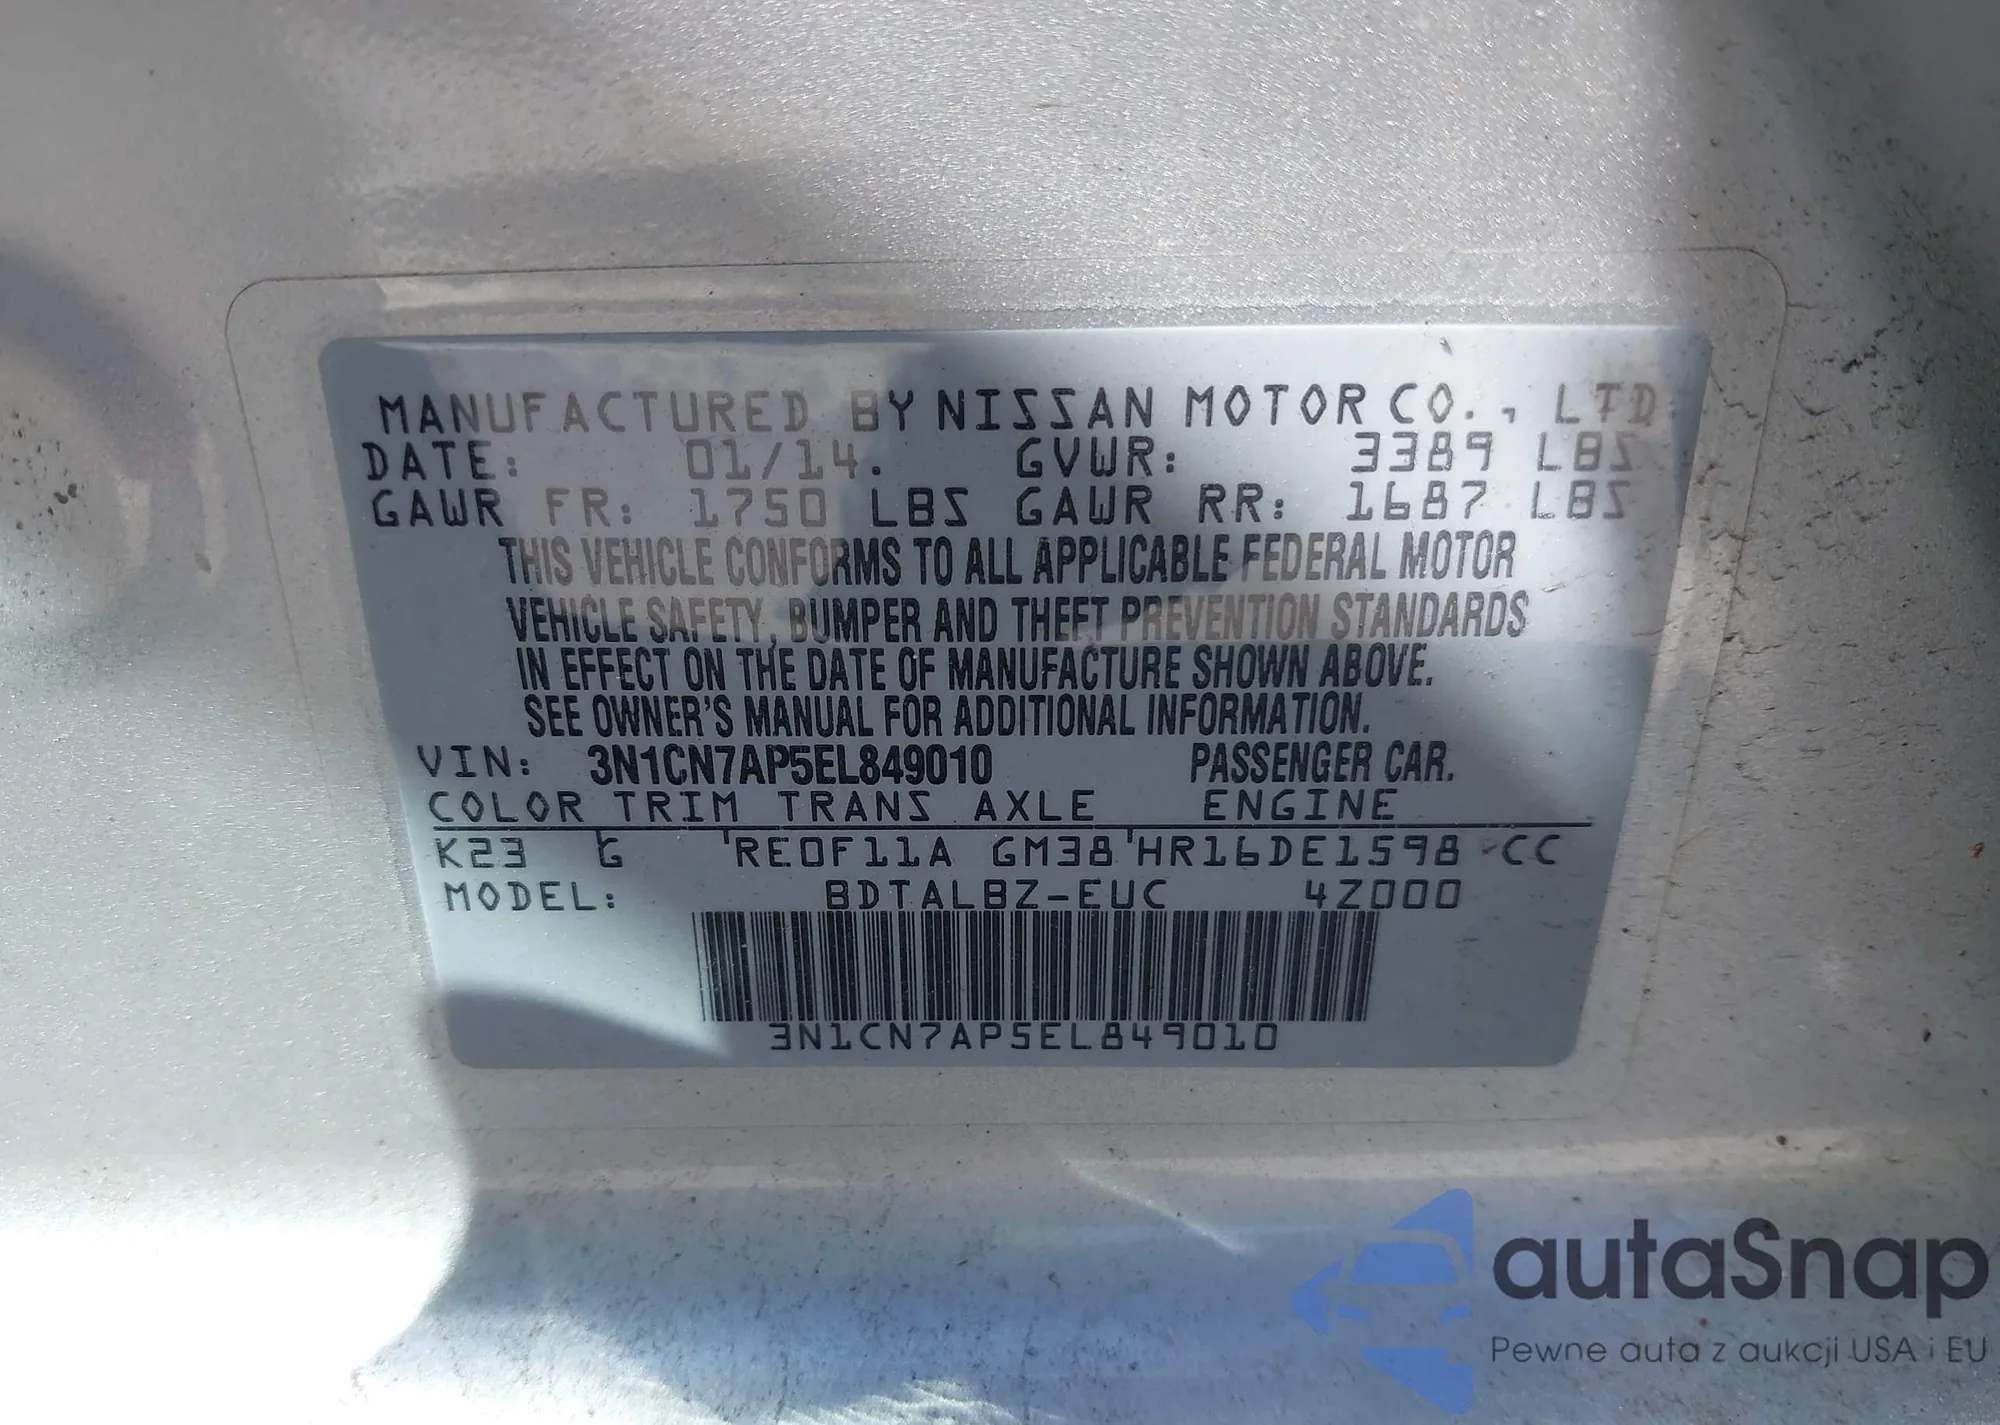 MANUFACTURED BY NISSAN MOTOR CO., LTD.
DATE: 01/14. GVWR: 3389 LBS
GAWR FR: 1750 LBS GAWR RR: 1687 LBS
THIS VEHICLE CONFORMS TO ALL APPLICABLE FEDERAL MOTOR
VEHICLE SAFETY, BUMPER AND THEFT PREVENTION STANDARDS
IN EFFECT ON THE DATE OF MANUFACTURE SHOWN ABOVE.
SEE OWNER'S MANUAL FOR ADDITIONAL INFORMATION.
VIN: 3N1CN7AP5EL849010 PASSENGER CAR.
COLOR TRIM TRANS AXLE ENGINE
K23 G RE0F11A GM38 HR16DE1598 CC
MODEL: BDTALBZ-EUC 4Z000
3N1CN7AP5EL849010
autaSnap
Pewne auta z aukcji USA i EU